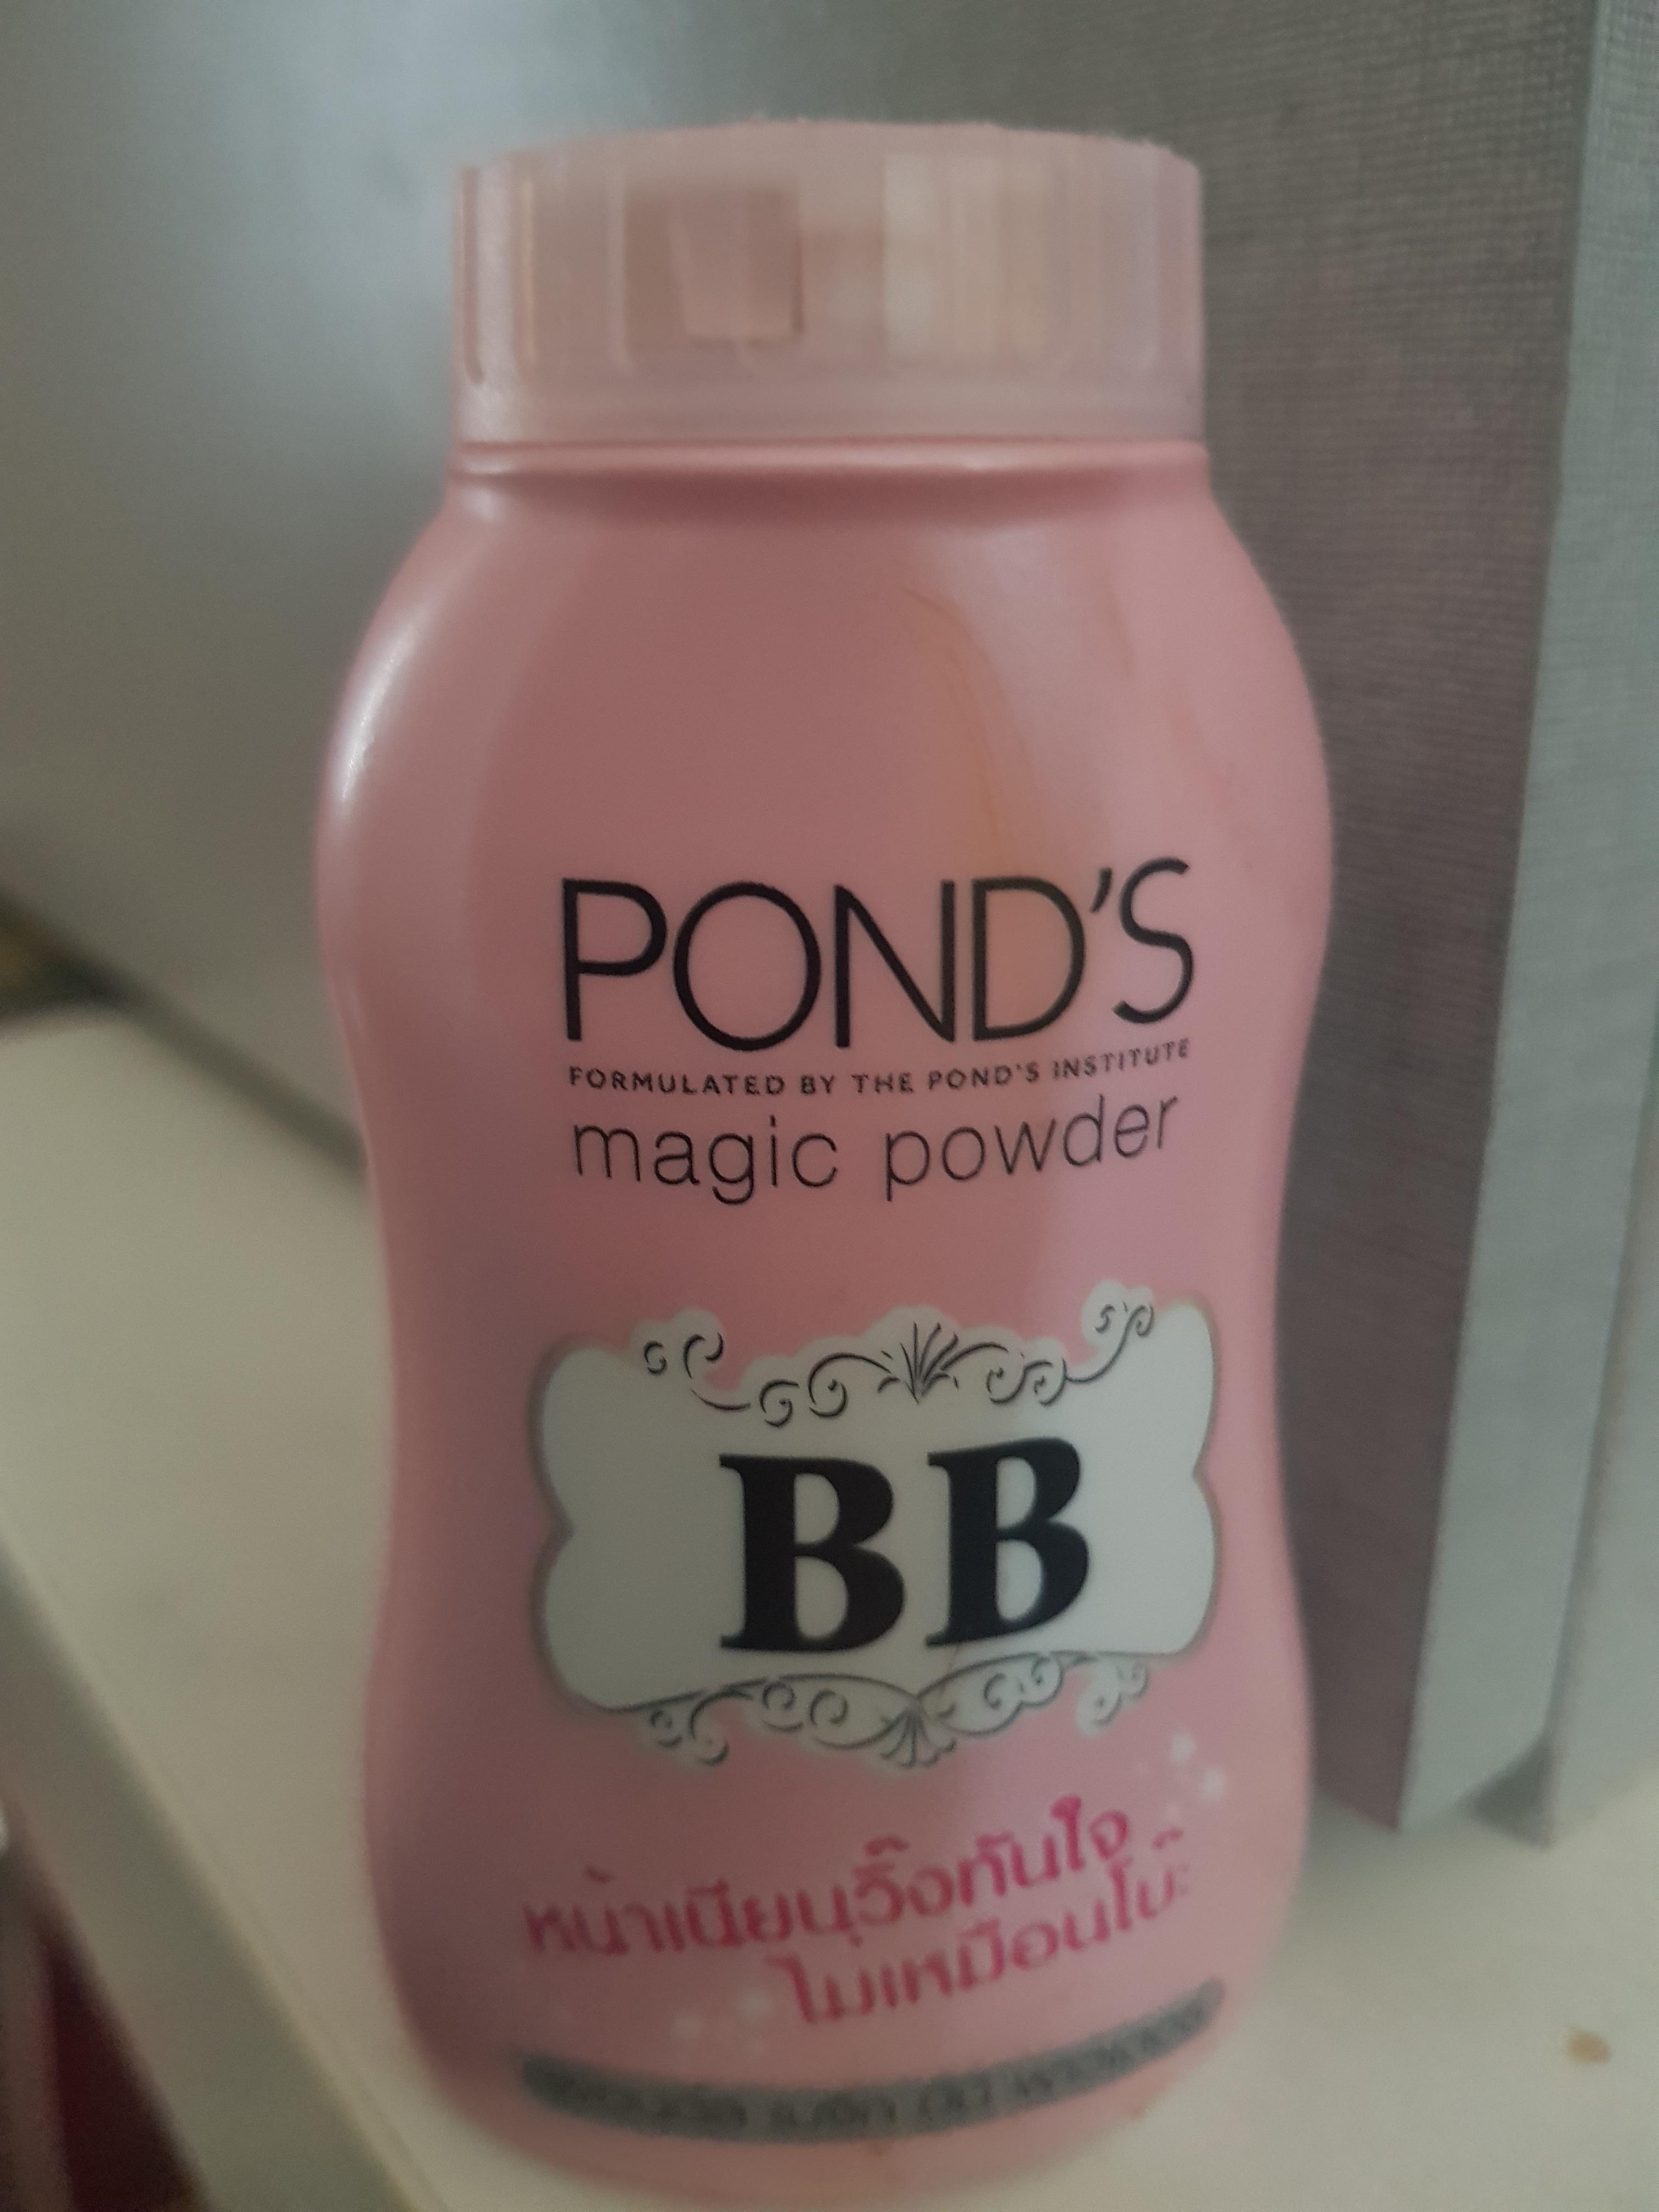 POND'S
FORMULATED BY THE POND'S INSTITUTE
magic powder
BB
หน้าเนียนวิ๊งทันใจ
ไม่เหมือนโบ๊ะ